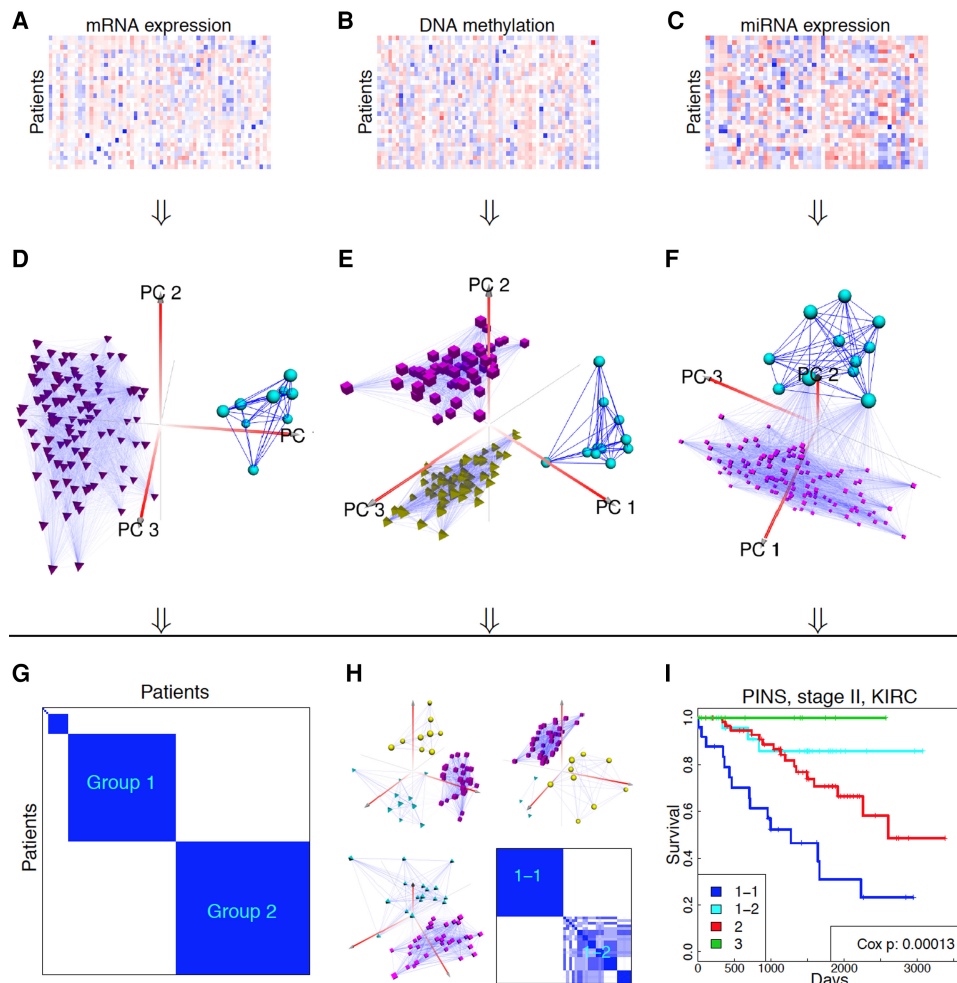 A
mRNA expression
Patients
B
DNA methylation
Patients
C
miRNA expression
Patients
D
PC 2
PC
PC 3
E
PC 2
PC 3
PC 1
F
PC 3
PC 2
PC 1
G
Patients
Patients
Group 1
Group 2
H
1-1
1-2
I
PINS, stage II, KIRC
Survival
1.0
0.8
0.6
0.4
0.2
0.0
1-1
1-2
2
3
Cox p: 0.00013
0
500
1000
2000
3000
Days